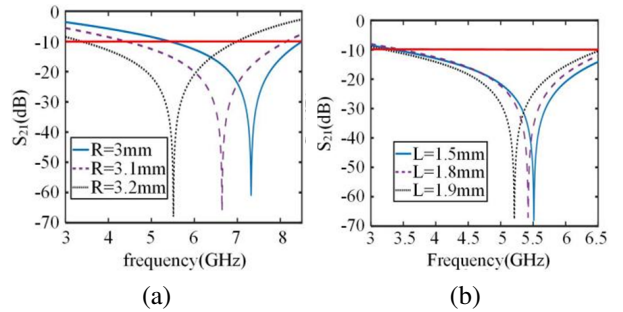 0
-10
-20
-30
-40
-50
-60
-70
S21(dB)
R=3mm
R=3.1mm
R=3.2mm
3 4 5 6 7 8
frequency(GHz)
(a)
0
-10
-20
-30
-40
-50
-60
-70
S21(dB)
L=1.5mm
L=1.8mm
L=1.9mm
3 3.5 4 4.5 5 5.5 6 6.5
Frequency(GHz)
(b)